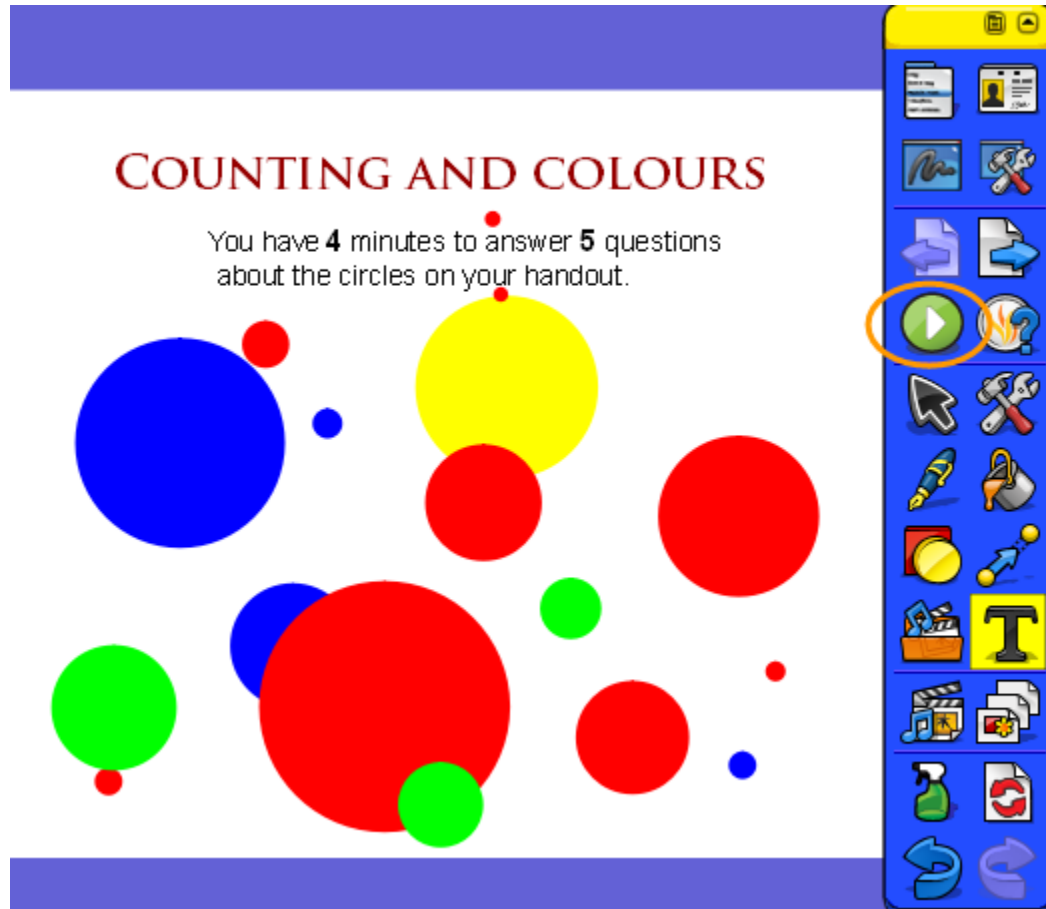 COUNTING AND COLOURS
You have 4 minutes to answer 5 questions
about the circles on your handout.
T